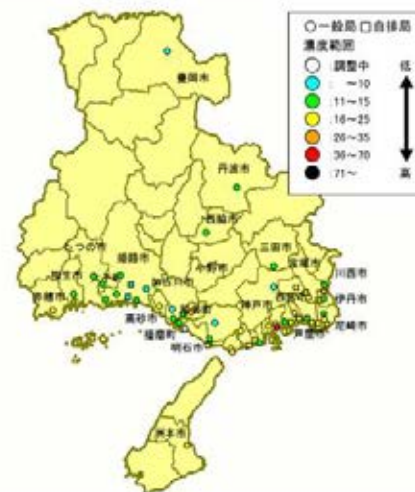 ○一般局 □自排局
濃度範囲
:調整中 低
: ～10
:11～15
:16～25
:26～35
:36～70
:71～ 高
豊岡市
丹波市
西脇市
たつの市
姫路市
三田市
小野市
宝塚市
川西市
加古川市
赤穂市
神戸市
西宮市
伊丹市
高砂市
播磨町
芦屋市
尼崎市
明石市
洲本市